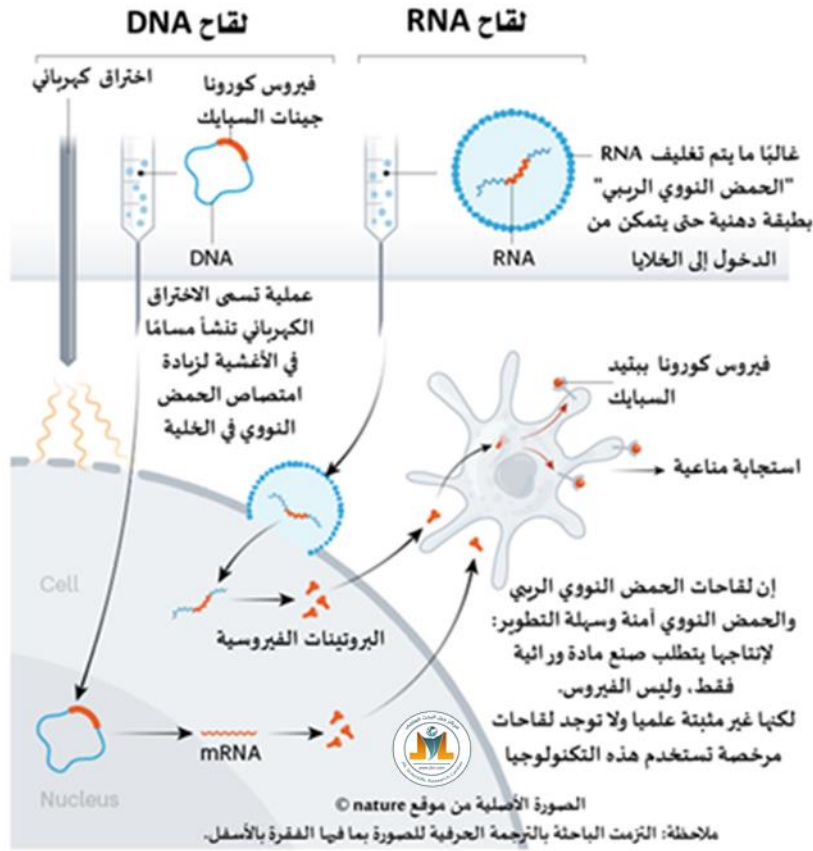 لقاح RNA
لقاح DNA
اختراق كهربائي
فيروس كورونا
جينات السبايك
DNA
RNA
غالبًا ما يتم تغليف RNA
"الحمض النووي الريبي"
بطبقة دهنية حتى يتمكن من
الدخول إلى الخلايا
عملية تسمى الاختراق
الكهربائي تنشأ مسامًا
في الأغشية لزيادة
امتصاص الحمض
النووي في الخلية
فيروس كورونا ببتيد
السبايك
استجابة مناعية
Cell
البروتينات الفيروسية
mRNA
Nucleus
إن لقاحات الحمض النووي الريبي
والحمض النووي آمنة وسهلة التطوير:
لإنتاجها يتطلب صنع مادة وراثية
فقط، وليس الفيروس.
لكنها غير مثبتة علميا ولا توجد لقاحات
مرخصة تستخدم هذه التكنولوجيا
الصورة الأصلية من موقع nature ©
ملاحظة: التزمت الباحثة بالترجمة الحرفية للصورة بما فيها الفقرة بالأسفل.